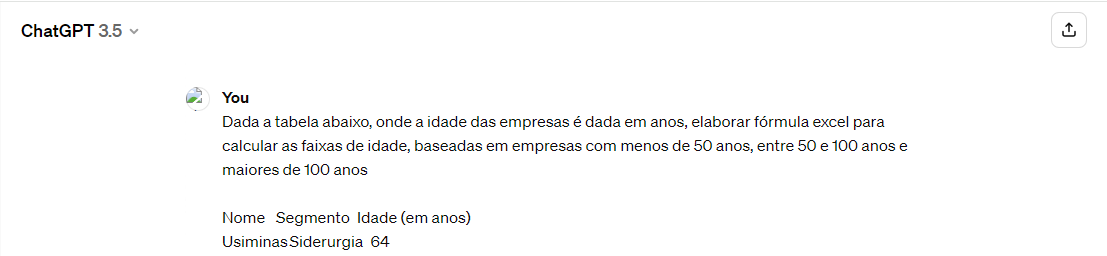 ChatGPT 3.5
You
Dada a tabela abaixo, onde a idade das empresas é dada em anos, elaborar fórmula excel para
calcular as faixas de idade, baseadas em empresas com menos de 50 anos, entre 50 e 100 anos e
maiores de 100 anos
Nome Segmento Idade (em anos)
UsiminasSiderurgia 64